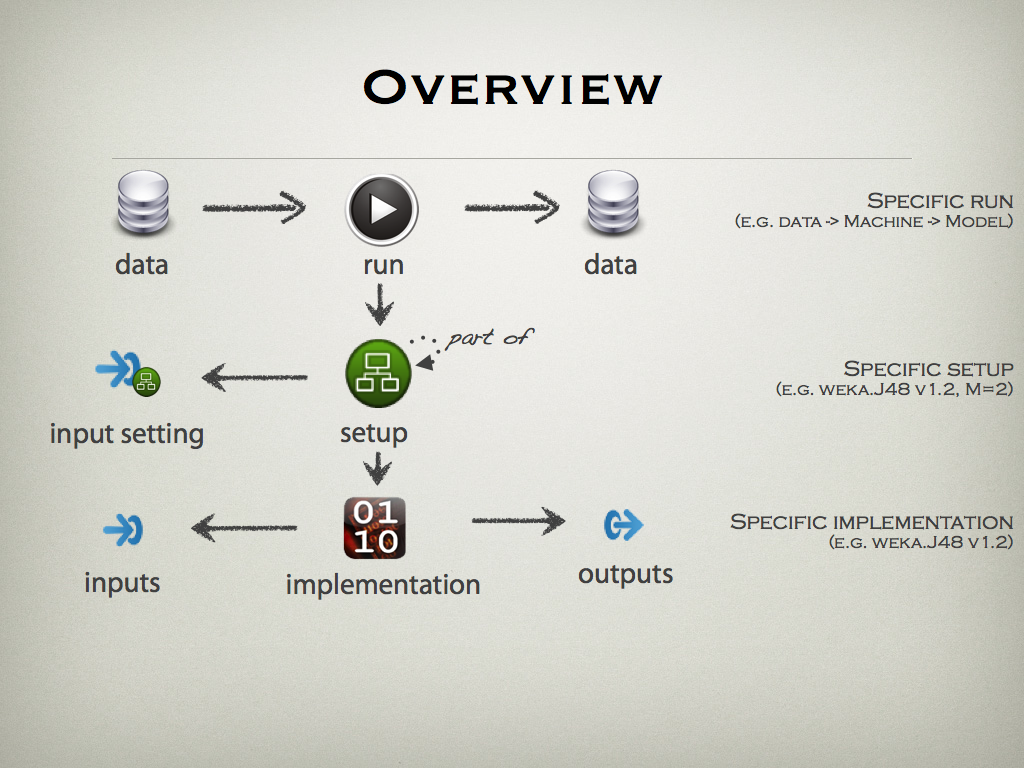 Overview
data
run
data
Specific run
(e.g. data -> Machine -> Model)
part of
input setting
setup
Specific setup
(e.g. weka.J48 v1.2, M=2)
01
10
inputs
implementation
outputs
Specific implementation
(e.g. weka.J48 v1.2)